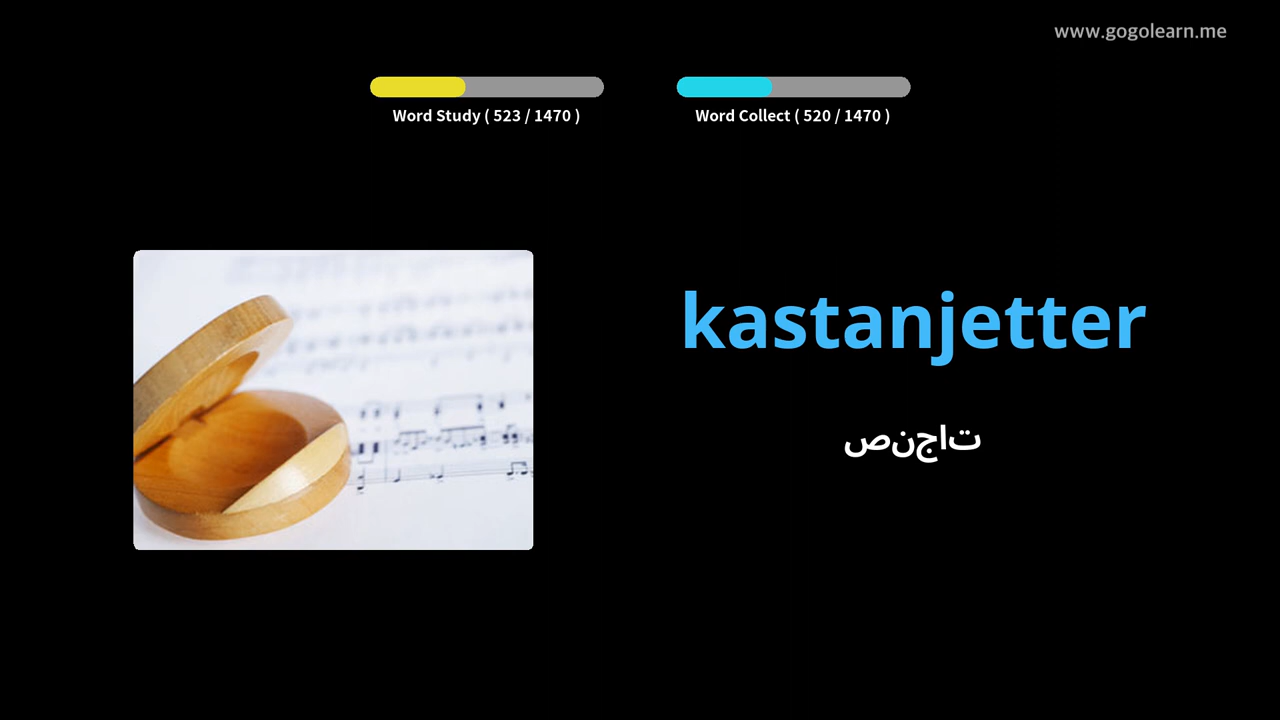 www.gogolearn.me
Word Study ( 523 / 1470 )
Word Collect ( 520 / 1470 )
kastanjetter
صنجات